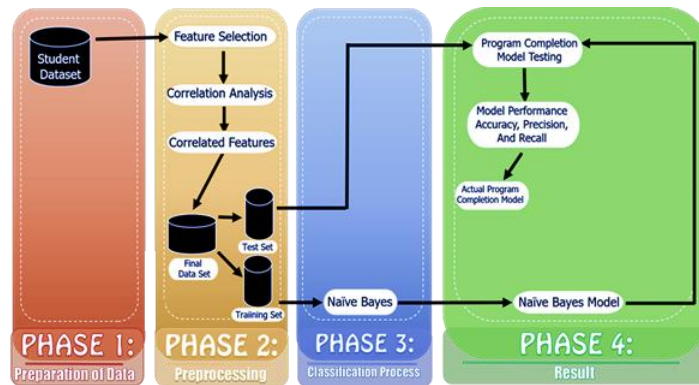 Student
Dataset
Feature Selection
Correlation Analysis
Correlated Features
Final
Data Set
Test Set
Training Set
Naïve Bayes
Program Completion
Model Testing
Model Performance
Accuracy, Precision,
And Recall
Actual Program
Completion Model
Naïve Bayes Model
PHASE 1:
Preparation of Data
PHASE 2:
Preprocessing
PHASE 3:
Classification Process
PHASE 4:
Result